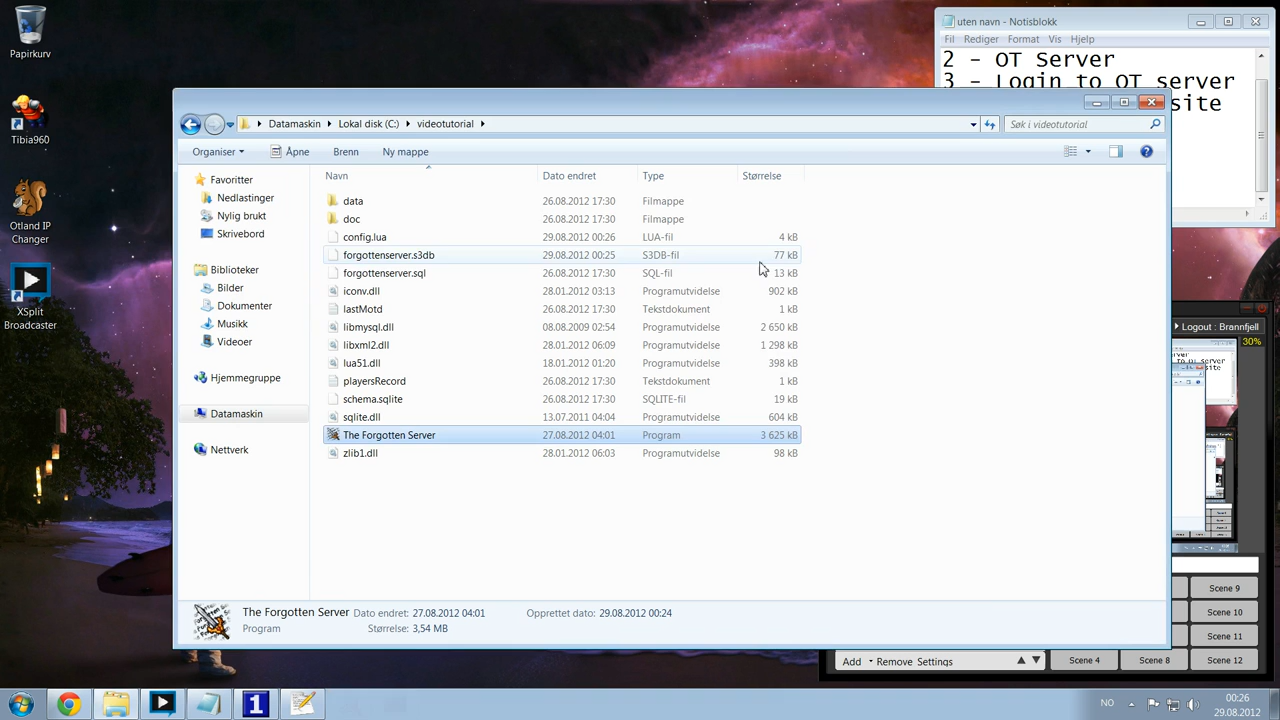 Papirkurv
Tibia960
Otland IP
Changer
XSplit
Broadcaster
uten navn - Notisblokk
Fil Rediger Format Vis Hjelp
2 - OT Server
3 - Login to OT server
site
Datamaskin Lokal disk (C:) videotutorial
Søk i videotutorial
Organiser Åpne Brenn Ny mappe
Favoritter
Nedlastinger
Nylig brukt
Skrivebord
Biblioteker
Bilder
Dokumenter
Musikk
Videoer
Hjemmegruppe
Datamaskin
Nettverk
Navn Dato endret Type Størrelse
data 26.08.2012 17:30 Filmappe
doc 26.08.2012 17:30 Filmappe
config.lua 29.08.2012 00:26 LUA-fil 4 kB
forgottenserver.s3db 29.08.2012 00:25 S3DB-fil 77 kB
forgottenserver.sql 26.08.2012 17:30 SQL-fil 13 kB
iconv.dll 28.01.2012 03:13 Programutvidelse 902 kB
lastMotd 26.08.2012 17:30 Tekstdokument 1 kB
libmysql.dll 08.08.2009 02:54 Programutvidelse 2 650 kB
libxml2.dll 28.01.2012 06:09 Programutvidelse 1 298 kB
lua51.dll 18.01.2012 01:20 Programutvidelse 398 kB
playersRecord 26.08.2012 17:30 Tekstdokument 1 kB
schema.sqlite 26.08.2012 17:30 SQLITE-fil 19 kB
sqlite.dll 13.07.2011 04:04 Programutvidelse 604 kB
The Forgotten Server 27.08.2012 04:01 Program 3 625 kB
zlib1.dll 28.01.2012 06:03 Programutvidelse 98 kB
The Forgotten Server Dato endret: 27.08.2012 04:01 Opprettet dato: 29.08.2012 00:24
Program Størrelse: 3,54 MB
Logout : Brannfjell
30%
Scene 9
Scene 10
Scene 11
Add Remove Settings Scene 4 Scene 8 Scene 12
1
NO
00:26
29.08.2012